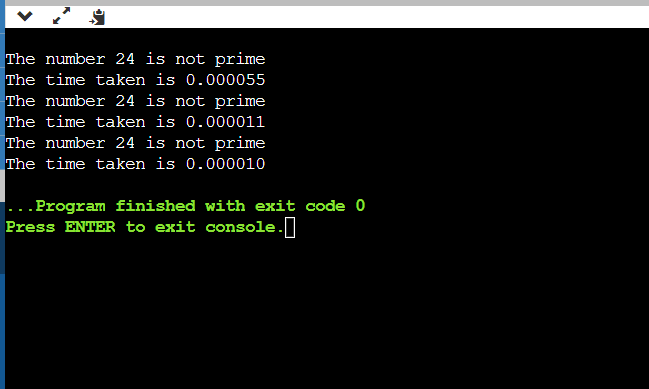 The number 24 is not prime
The time taken is 0.000055
The number 24 is not prime
The time taken is 0.000011
The number 24 is not prime
The time taken is 0.000010
...Program finished with exit code 0
Press ENTER to exit console.